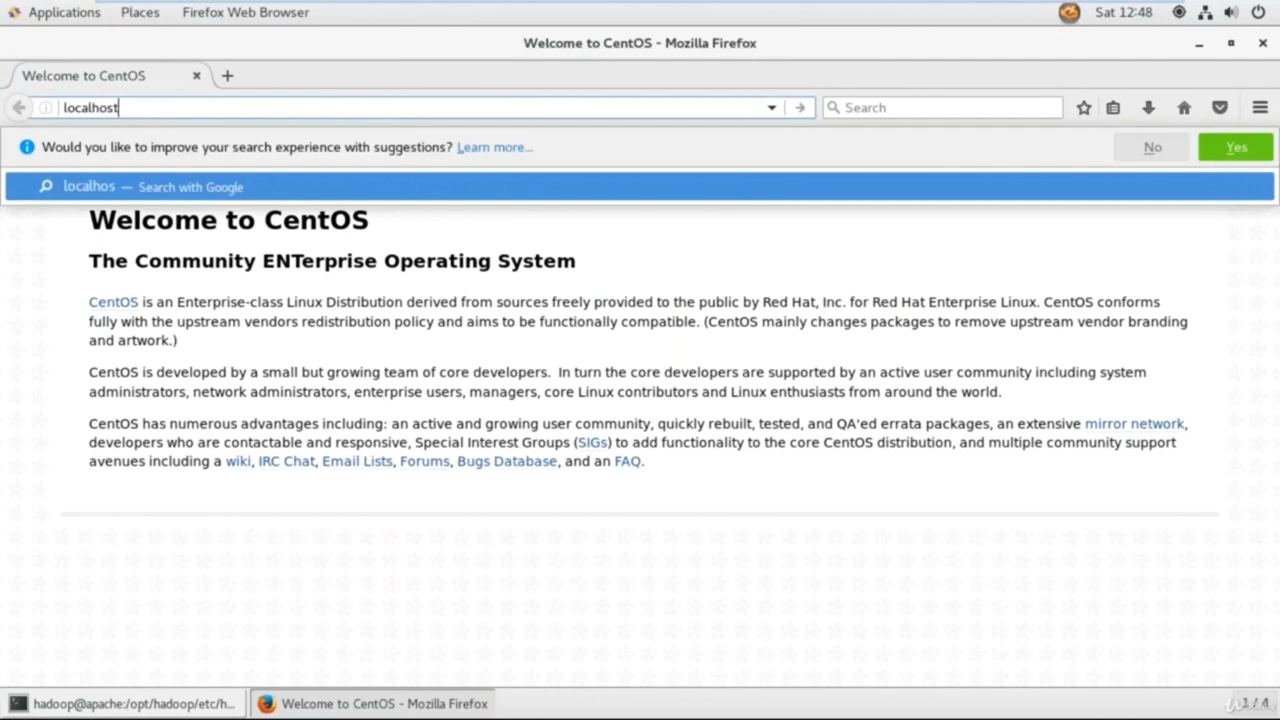 Applications Places Firefox Web Browser Sat 12:48
Welcome to CentOS - Mozilla Firefox
Welcome to CentOS
localhost Search
Would you like to improve your search experience with suggestions? Learn more... No Yes
localhos — Search with Google
Welcome to CentOS
The Community ENTerprise Operating System
CentOS is an Enterprise-class Linux Distribution derived from sources freely provided to the public by Red Hat, Inc. for Red Hat Enterprise Linux. CentOS conforms
fully with the upstream vendors redistribution policy and aims to be functionally compatible. (CentOS mainly changes packages to remove upstream vendor branding
and artwork.)
CentOS is developed by a small but growing team of core developers. In turn the core developers are supported by an active user community including system
administrators, network administrators, enterprise users, managers, core Linux contributors and Linux enthusiasts from around the world.
CentOS has numerous advantages including: an active and growing user community, quickly rebuilt, tested, and QA'ed errata packages, an extensive mirror network,
developers who are contactable and responsive, Special Interest Groups (SIGs) to add functionality to the core CentOS distribution, and multiple community support
avenues including a wiki, IRC Chat, Email Lists, Forums, Bugs Database, and an FAQ.
hadoop@apache:/opt/hadoop/etc/h... Welcome to CentOS - Mozilla Firefox 1 / 4